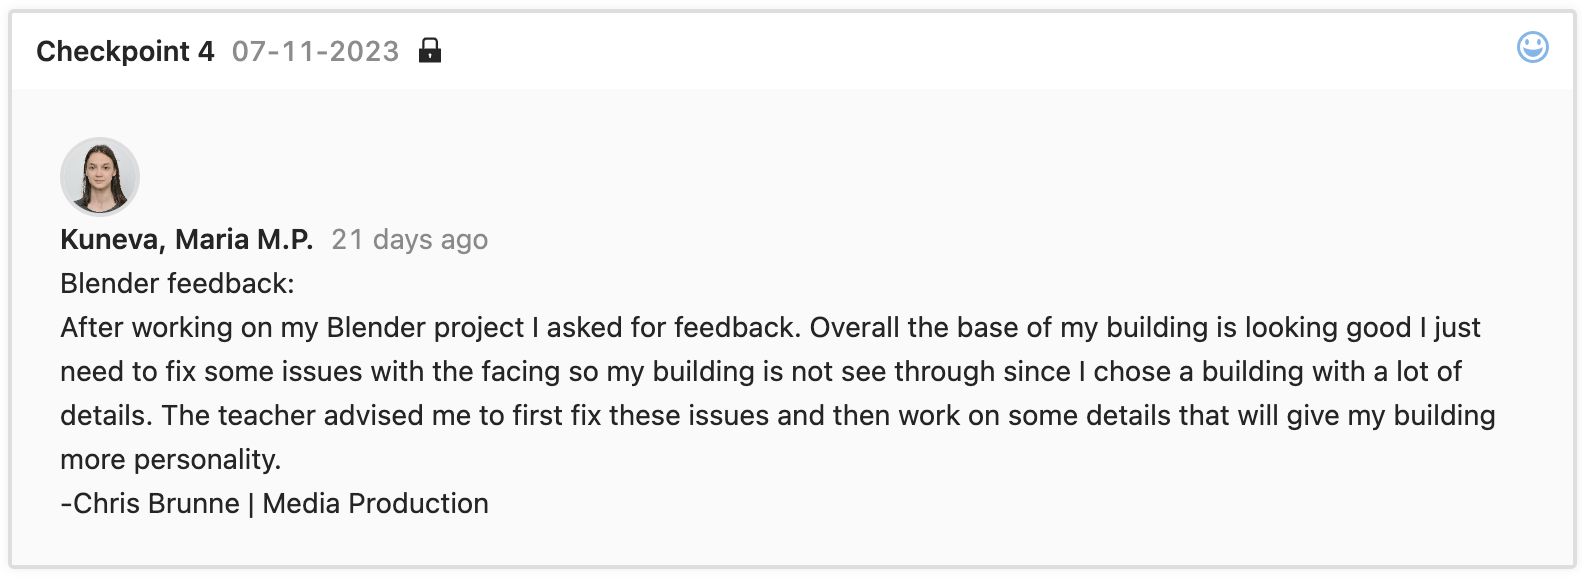 Checkpoint 4 07-11-2023
Kuneva, Maria M.P. 21 days ago
Blender feedback:
After working on my Blender project I asked for feedback. Overall the base of my building is looking good I just
need to fix some issues with the facing so my building is not see through since I chose a building with a lot of
details. The teacher advised me to first fix these issues and then work on some details that will give my building
more personality.
-Chris Brunne | Media Production